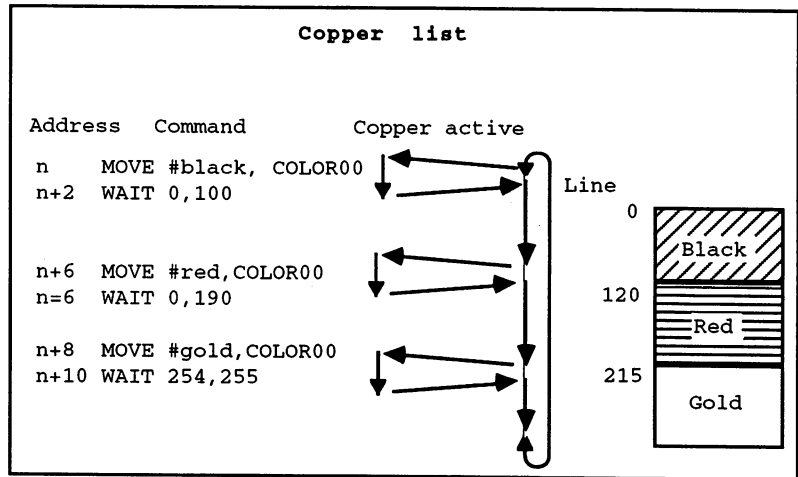 Copper list
Address Command Copper active
n MOVE #black, COLOR00
n+2 WAIT 0,100
Line
0
Black
n+6 MOVE #red,COLOR00
n=6 WAIT 0,190
120
Red
n+8 MOVE #gold,COLOR00
n+10 WAIT 254,255
215
Gold